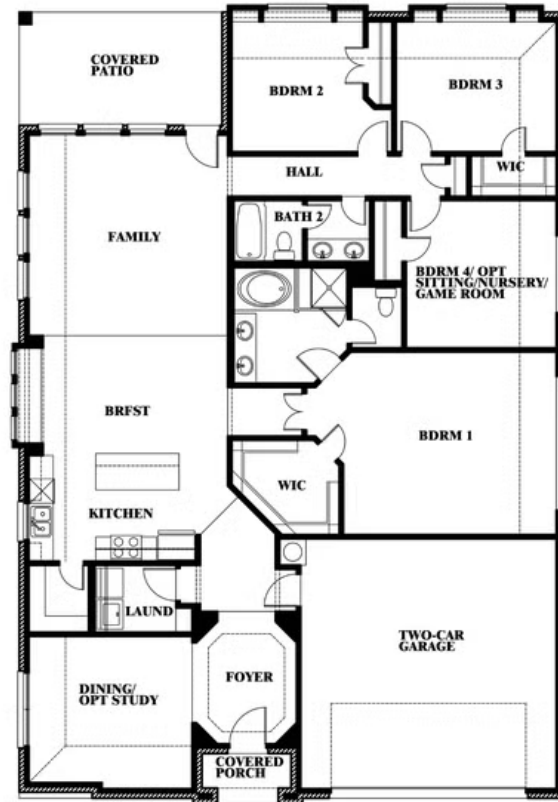 COVERED
PATIO
BDRM 2
BDRM 3
WIC
HALL
BATH 2
FAMILY
BDRM 4/ OPT
SITTING/NURSERY/
GAME ROOM
BRFST
BDRM 1
WIC
KITCHEN
LAUND
TWO-CAR
GARAGE
DINING/
OPT STUDY
FOYER
COVERED
PORCH